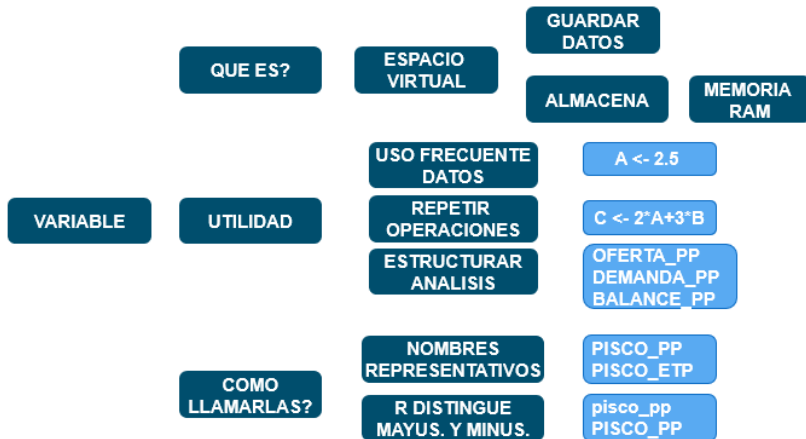 GUARDAR
DATOS
QUE ES?
ESPACIO
VIRTUAL
ALMACENA
MEMORIA
RAM
USO FRECUENTE
DATOS
A <- 2.5
VARIABLE
UTILIDAD
REPETIR
OPERACIONES
C <- 2*A+3*B
ESTRUCTURAR
ANALISIS
OFERTA_PP
DEMANDA_PP
BALANCE_PP
COMO
LLAMARLAS?
NOMBRES
REPRESENTATIVOS
PISCO_PP
PISCO_ETP
R DISTINGUE
MAYUS. Y MINUS.
pisco_pp
PISCO_PP